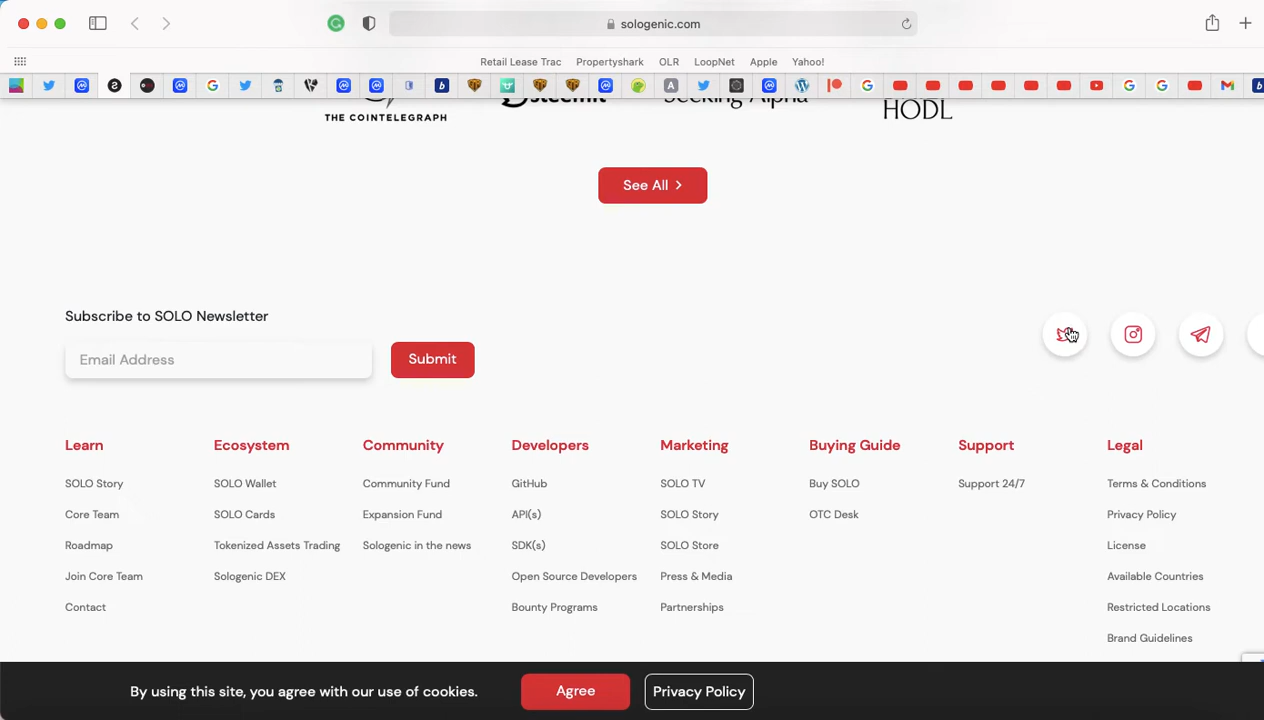 sologenic.com
Retail Lease Trac Propertyshark OLR LoopNet Apple Yahoo!
THE COINTELEGRAPH
steemit
Seeking Alpha
HODL
See All
Subscribe to SOLO Newsletter
Email Address
Submit
Learn
SOLO Story
Core Team
Roadmap
Join Core Team
Contact
Ecosystem
SOLO Wallet
SOLO Cards
Tokenized Assets Trading
Sologenic DEX
Community
Community Fund
Expansion Fund
Sologenic in the news
Developers
GitHub
API(s)
SDK(s)
Open Source Developers
Bounty Programs
Marketing
SOLO TV
SOLO Story
SOLO Store
Press & Media
Partnerships
Buying Guide
Buy SOLO
OTC Desk
Support
Support 24/7
Legal
Terms & Conditions
Privacy Policy
License
Available Countries
Restricted Locations
Brand Guidelines
By using this site, you agree with our use of cookies.
Agree
Privacy Policy